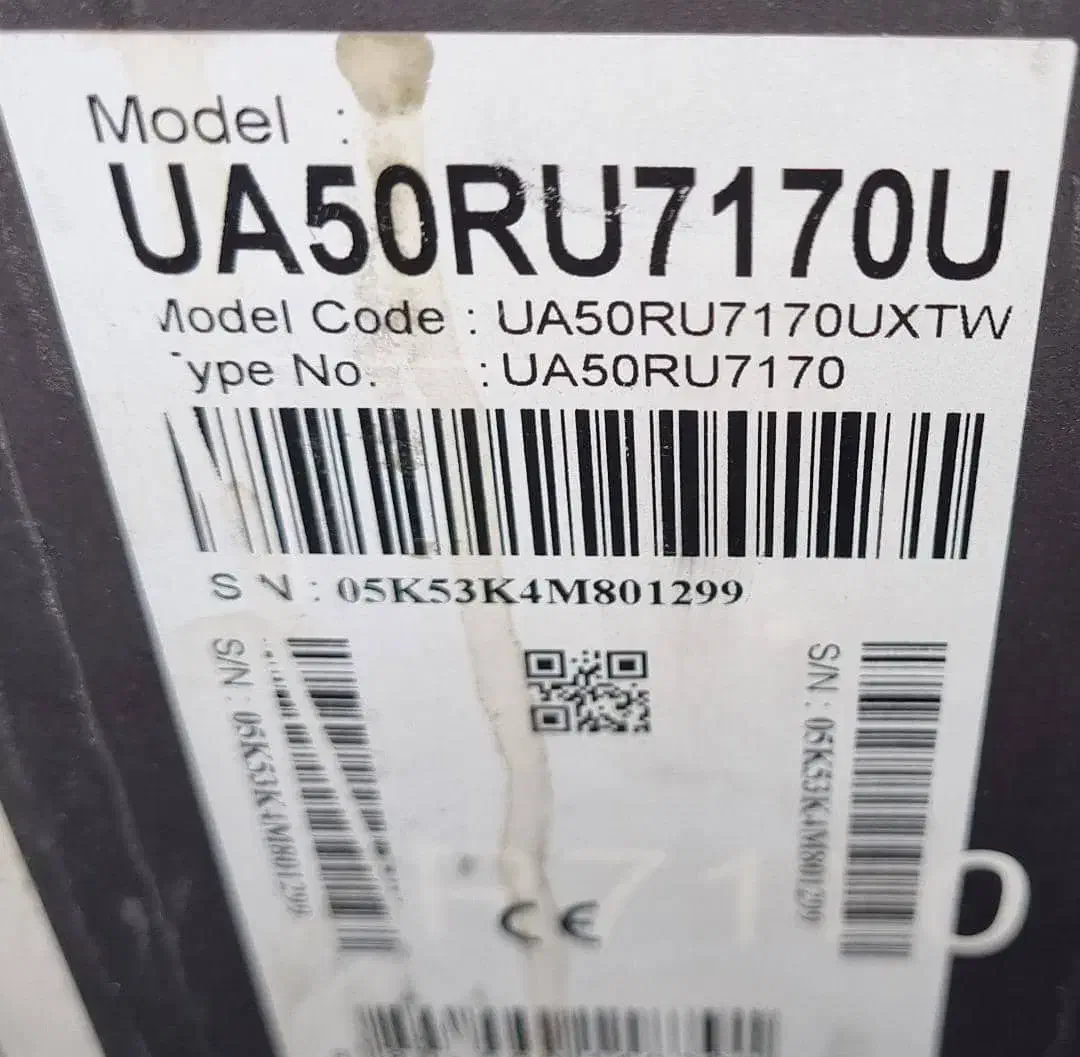 Model :
UA50RU7170U
Model Code : UA50RU7170UXTW
Type No. : UA50RU7170
S N : 05K53K4M801299
S/N : 05K53K4M801299
S/N : 05K53K4M801299
CE